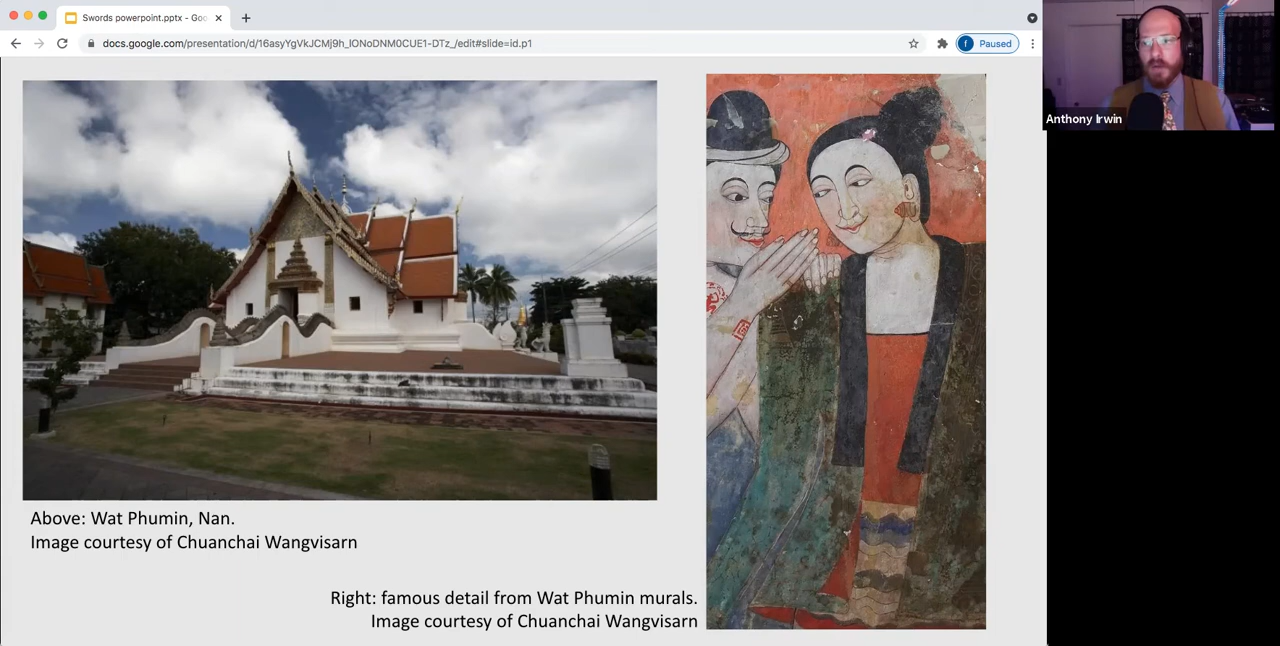 Swords powerpoint.pptx - Goo
docs.google.com/presentation/d/16asyYgVkJCMj9h_IONoDNM0CUE1-DTz_/edit#slide=id.p1
f
Paused
Anthony Irwin
Above: Wat Phumin, Nan.
Image courtesy of Chuanchai Wangvisarn
Right: famous detail from Wat Phumin murals.
Image courtesy of Chuanchai Wangvisarn